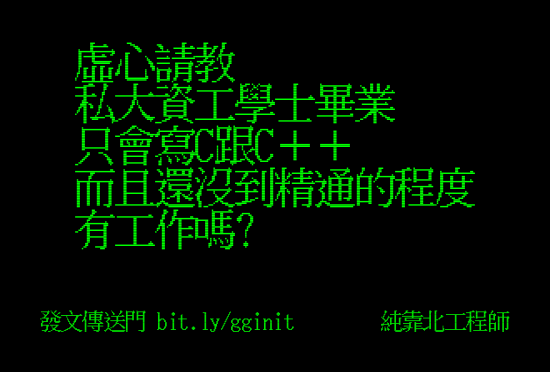 虛心請教
私大資工學士畢業
只會寫C跟C++
而且還沒到精通的程度
有工作嗎?
發文傳送門 bit.ly/gginit 純靠北工程師